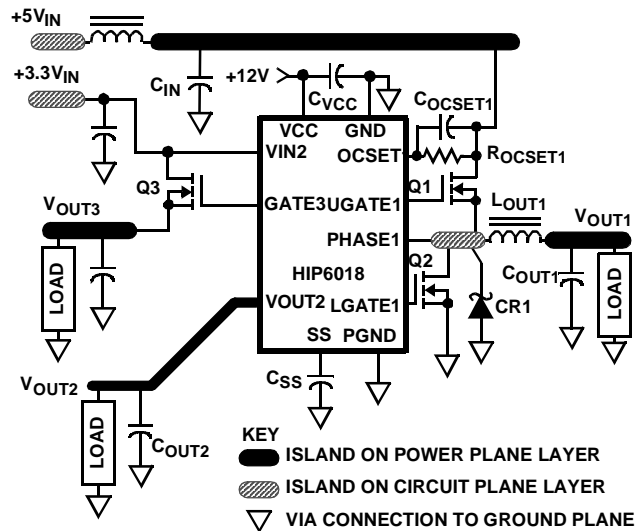 +5VIN
+3.3VIN
CIN
+12V
CVCC
COCSET1
VCC
GND
VIN2
OCSET1
ROCSET1
Q3
GATE3
UGATE1
Q1
LOUT1
VOUT3
PHASE1
VOUT1
HIP6018
Q2
COUT1
LOAD
LOAD
VOUT2
LGATE1
CR1
SS
PGND
VOUT2
CSS
LOAD
COUT2
KEY
ISLAND ON POWER PLANE LAYER
ISLAND ON CIRCUIT PLANE LAYER
VIA CONNECTION TO GROUND PLANE